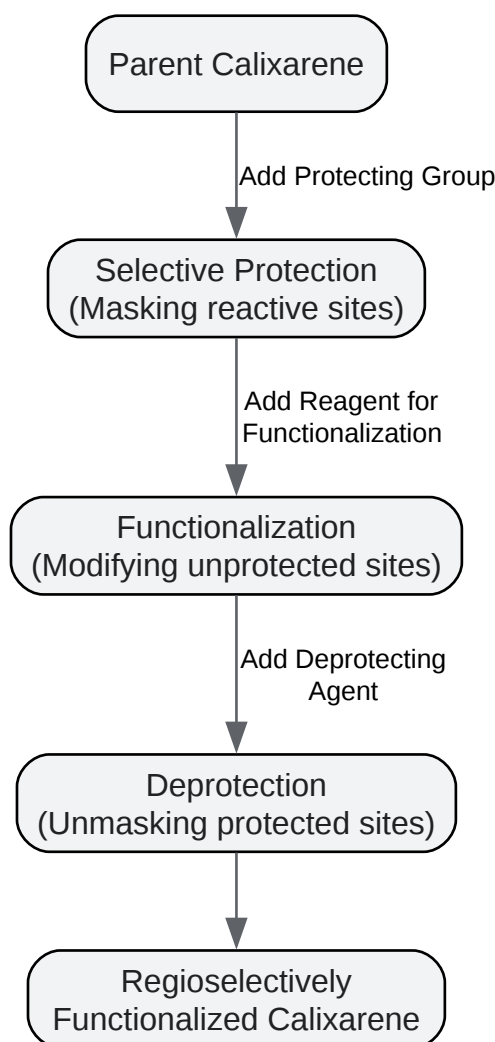 Parent Calixarene
Add Protecting Group
Selective Protection
(Masking reactive sites)
Add Reagent for
Functionalization
Functionalization
(Modifying unprotected sites)
Add Deprotecting
Agent
Deprotection
(Unmasking protected sites)
Regioselectively
Functionalized Calixarene